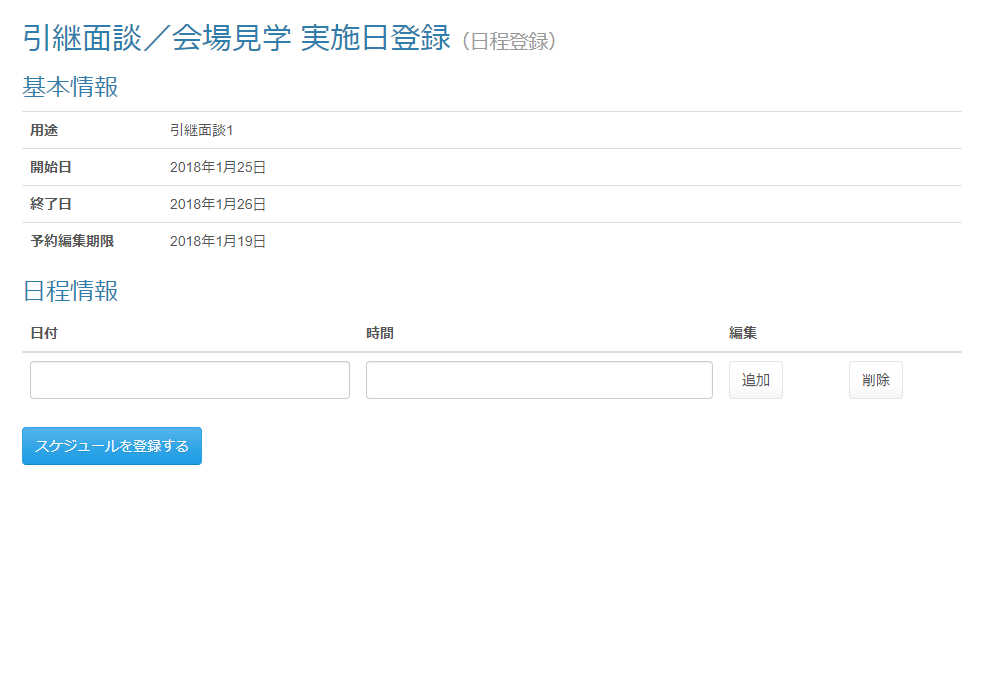 引継面談／会場見学 実施日登録（日程登録）
基本情報
用途 引継面談1
開始日 2018年1月25日
終了日 2018年1月26日
予約編集期限 2018年1月19日
日程情報
日付 時間 編集
追加 削除
スケジュールを登録する